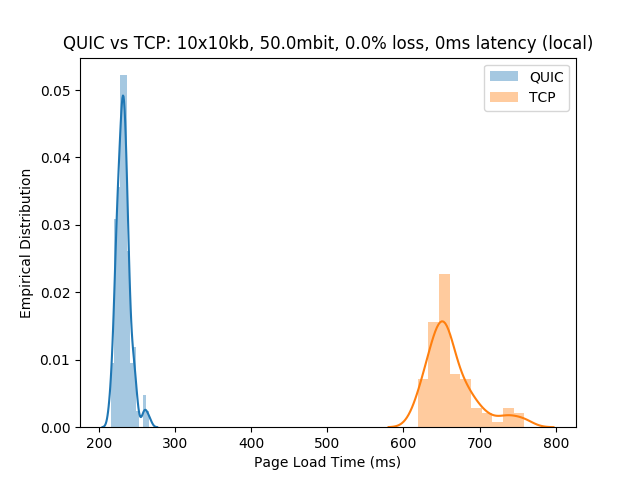 QUIC vs TCP: 10x10kb, 50.0mbit, 0.0% loss, 0ms latency (local)
QUIC
TCP
Empirical Distribution
0.05
0.04
0.03
0.02
0.01
0.00
200 300 400 500 600 700 800
Page Load Time (ms)